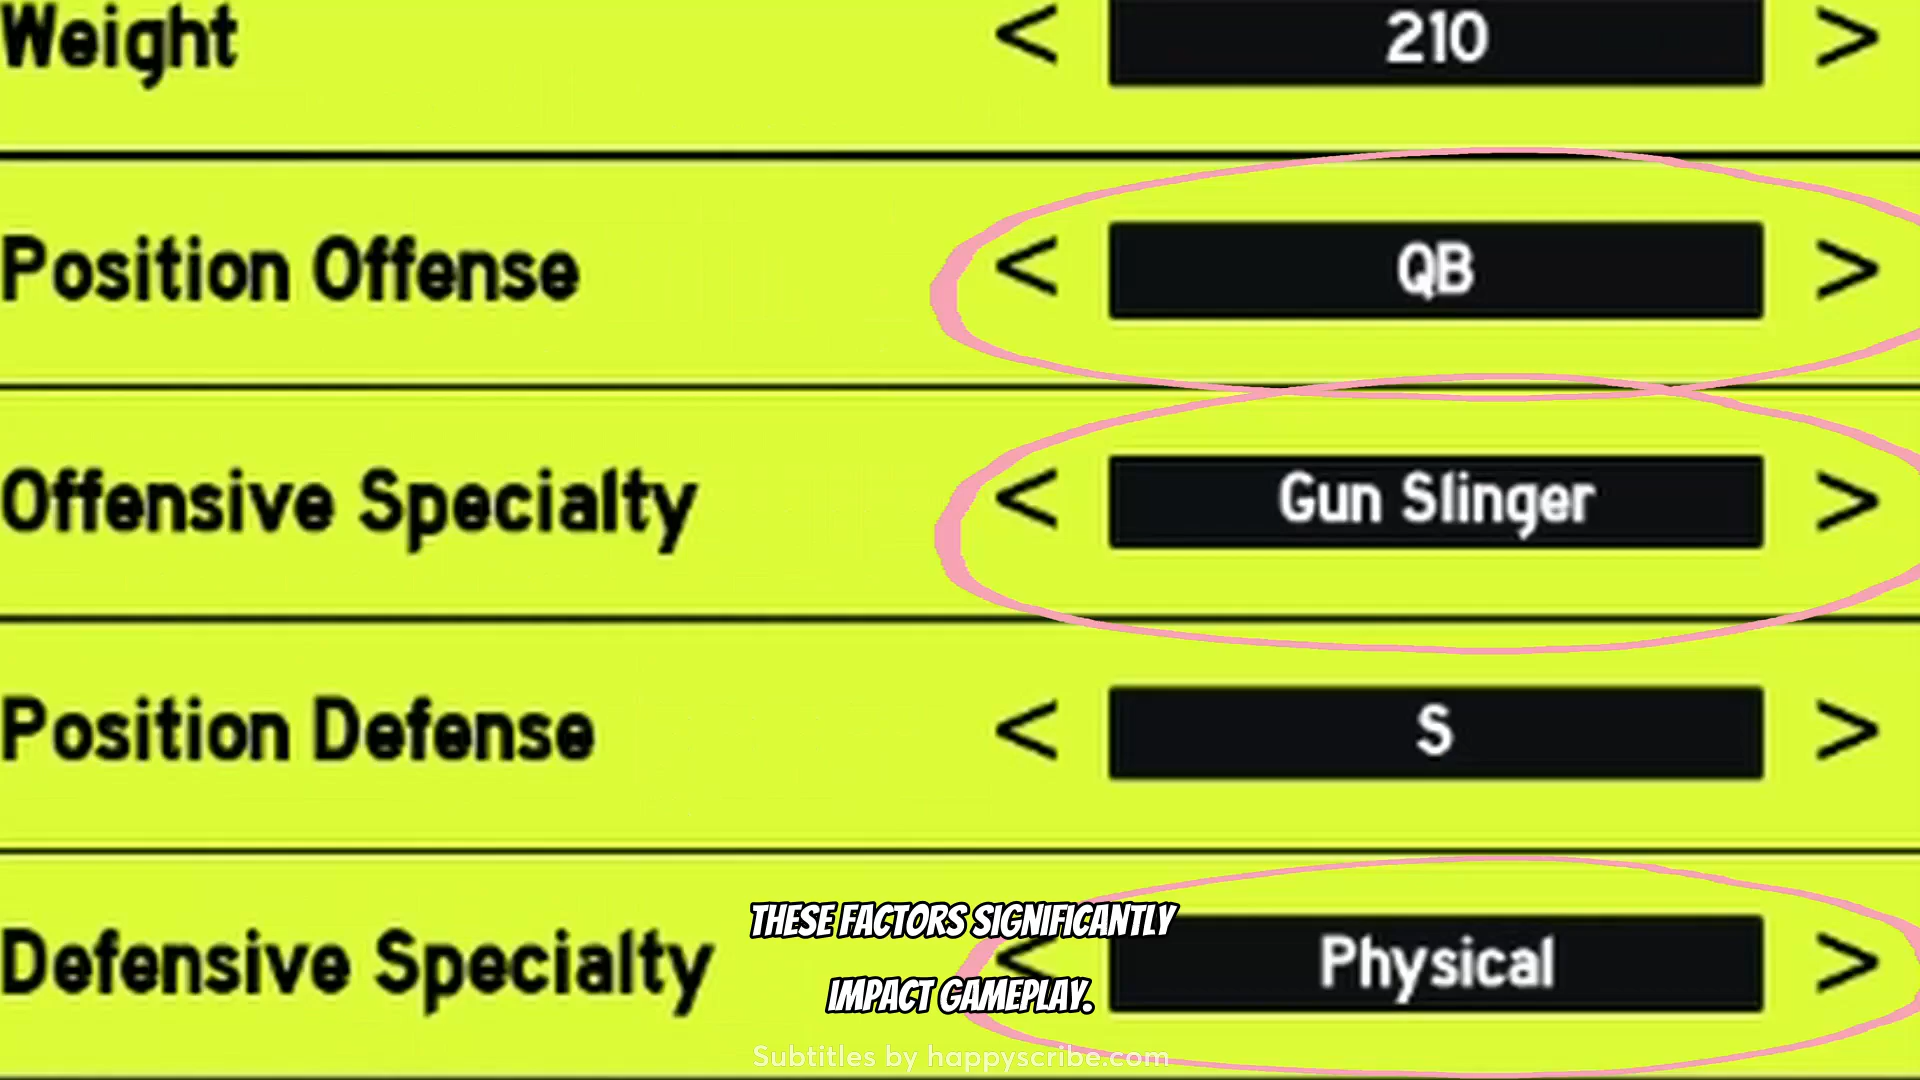 Weight < 210 >
Position Offense < QB >
Offensive Specialty < Gun Slinger >
Position Defense < S >
Defensive Specialty < Physical >
THESE FACTORS SIGNIFICANTLY
IMPACT GAMEPLAY.
Subtitles by happyscribe.com